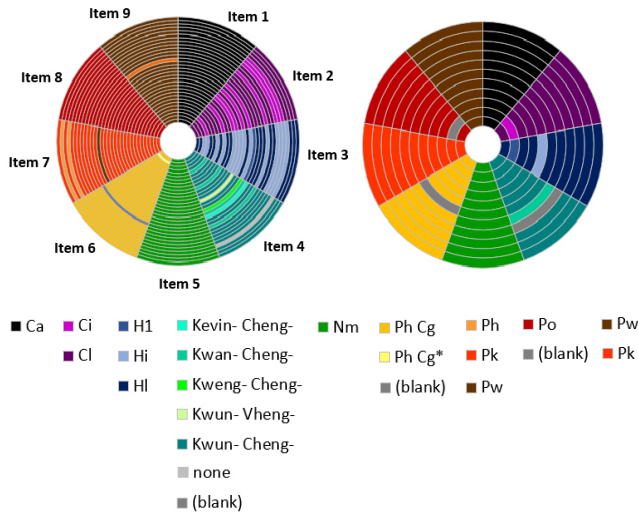 Item 9
Item 1
Item 8
Item 2
Item 7
Item 3
Item 6
Item 4
Item 5
Ca
Ci
H1
Kevin- Cheng-
Nm
Ph Cg
Ph
Po
Pw
Cl
Hi
Kwan- Cheng-
Ph Cg*
Pk
(blank)
Pk
Hl
Kweng- Cheng-
(blank)
Pw
Kwun- Vheng-
Kwun- Cheng-
none
(blank)